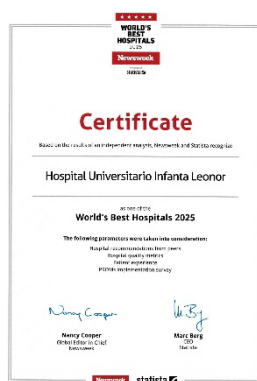 WORLD'S
BEST
HOSPITALS
2025
Newsweek
Certificate
Based on the results of an independent analysis, Newsweek and Statista recognize
Hospital Universitario Infanta Leonor
as one of the
World's Best Hospitals 2025
The following parameters were taken into consideration:
Hospital recommendations from peers
Hospital quality metrics
Patient experience
PROMs implementation survey
Nancy Cooper
Marc Berg
Global Editor in Chief
CEO
Newsweek
Statista
Newsweek
statista